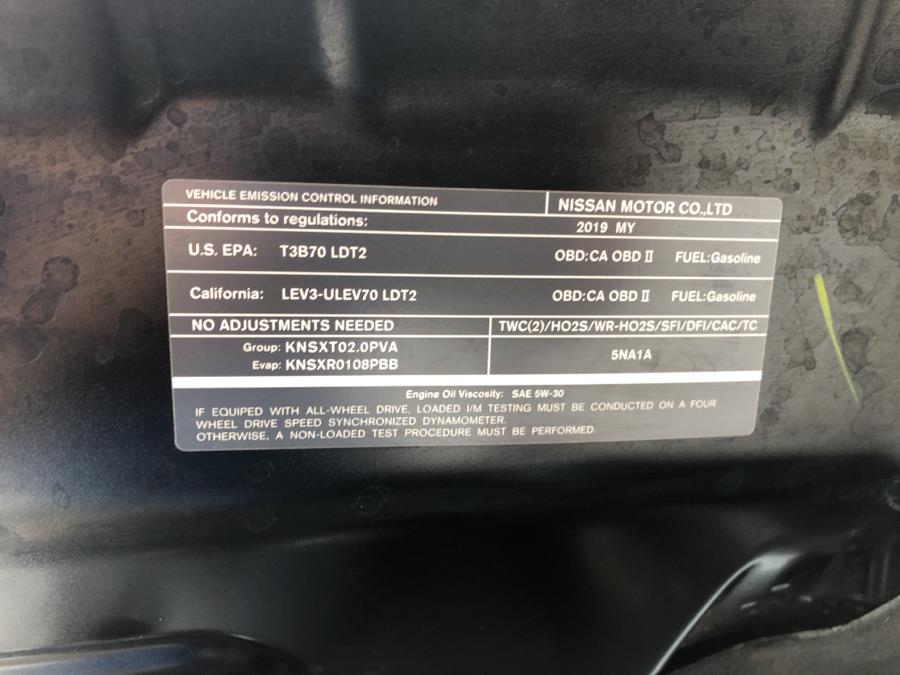 VEHICLE EMISSION CONTROL INFORMATION
NISSAN MOTOR CO.,LTD
Conforms to regulations:
2019 MY
U.S. EPA: T3B70 LDT2 OBD:CA OBD II FUEL:Gasoline
California: LEV3-ULEV70 LDT2 OBD:CA OBD II FUEL:Gasoline
NO ADJUSTMENTS NEEDED
TWC(2)/HO2S/WR-HO2S/SFI/DFI/CAC/TC
Group: KNSXT02.0PVA
Evap: KNSXR0108PBB
5NA1A
Engine Oil Viscosity: SAE 5W-30
IF EQUIPED WITH ALL-WHEEL DRIVE, LOADED I/M TESTING MUST BE CONDUCTED ON A FOUR
WHEEL DRIVE SPEED SYNCHRONIZED DYNAMOMETER.
OTHERWISE, A NON-LOADED TEST PROCEDURE MUST BE PERFORMED.